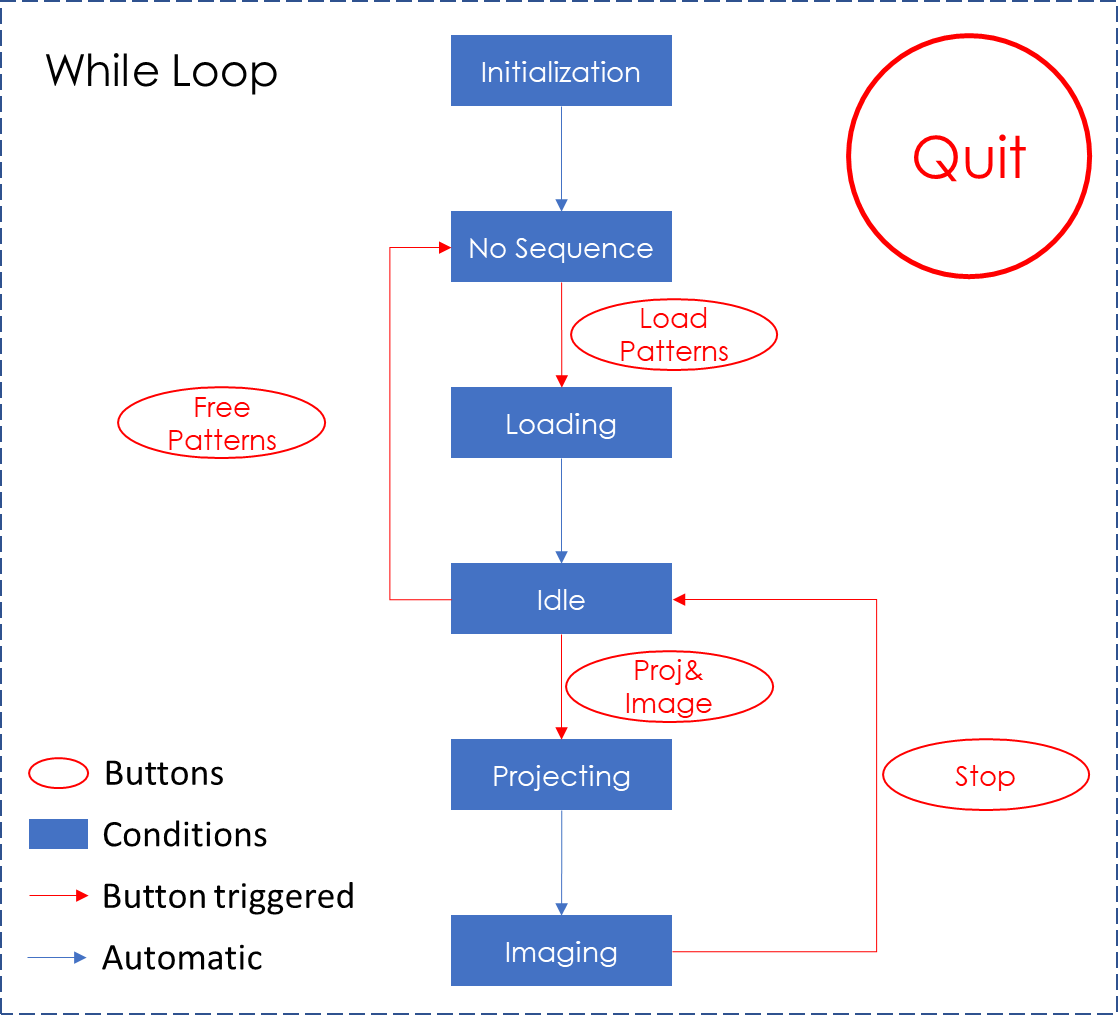 While Loop
Initialization
Quit
No Sequence
Load
Patterns
Free
Patterns
Loading
Idle
Proj&
Image
Projecting
Stop
Imaging
Buttons
Conditions
Button triggered
Automatic